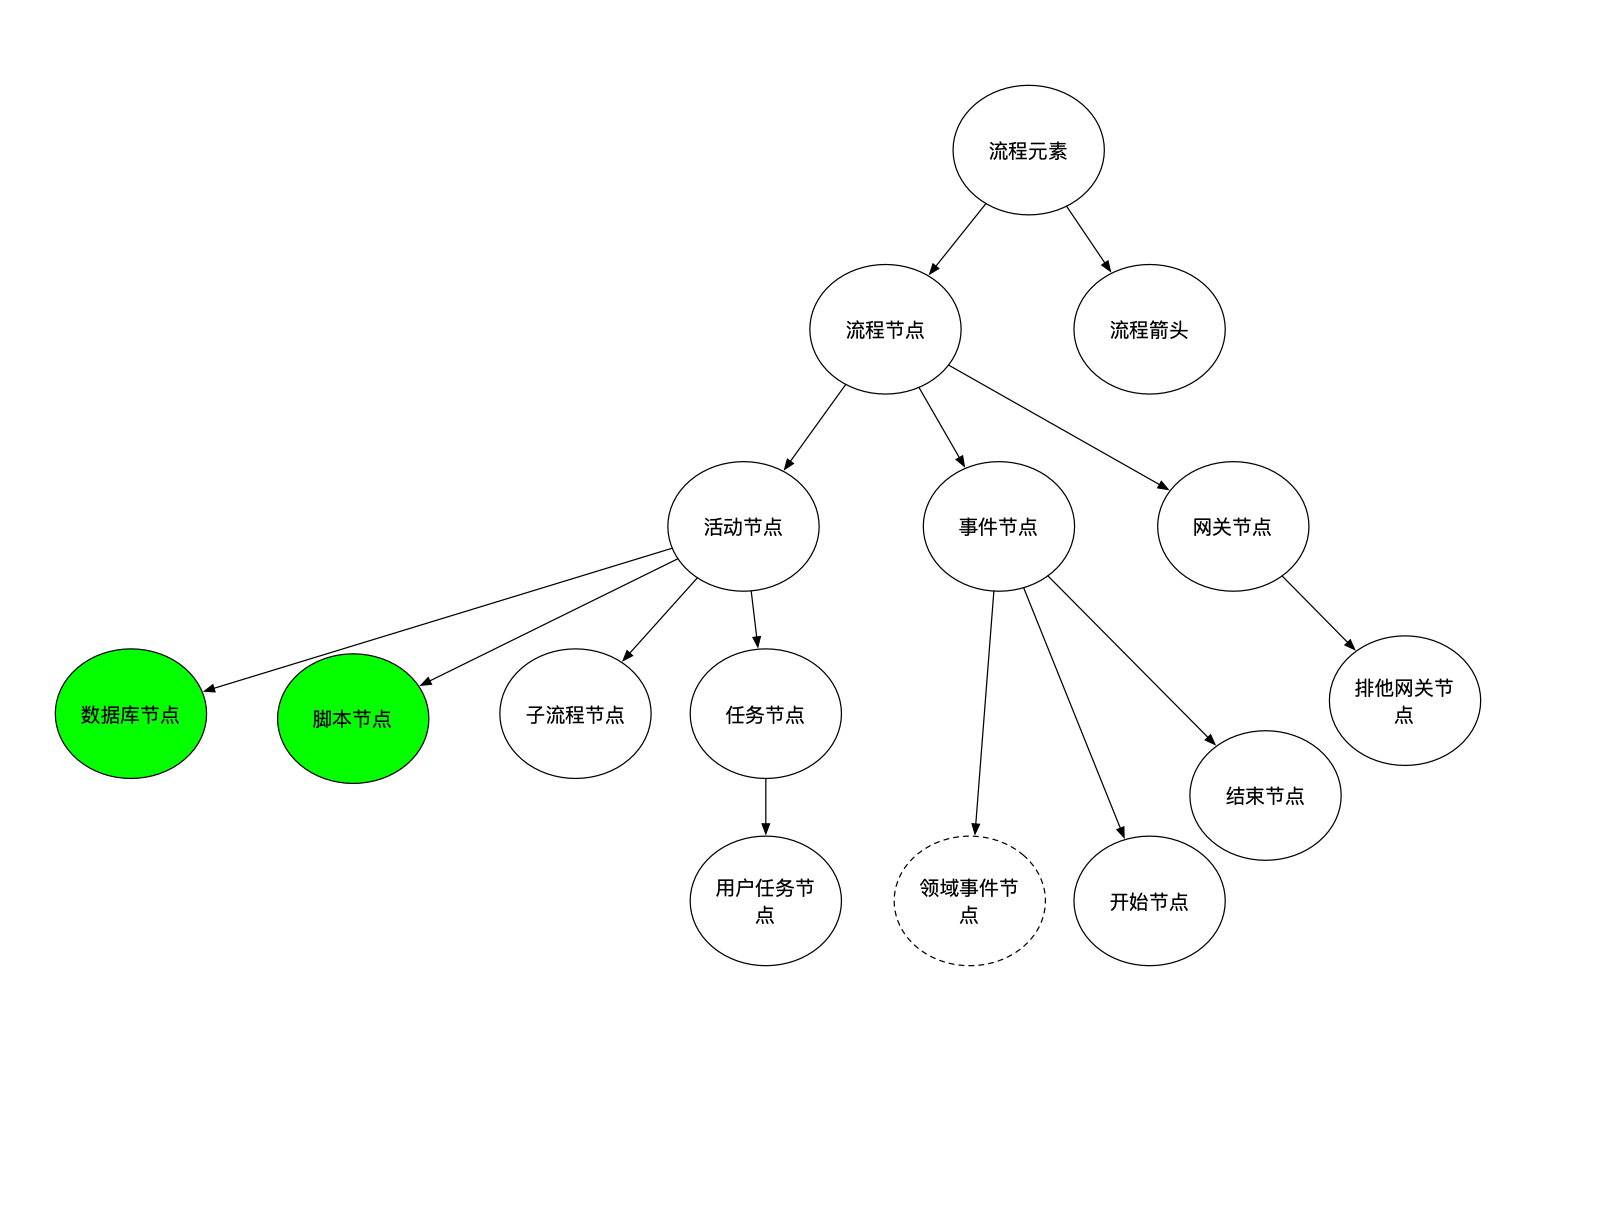 流程元素
流程节点
流程箭头
活动节点
事件节点
网关节点
数据库节点
脚本节点
子流程节点
任务节点
排他网关节
点
结束节点
用户任务节
点
领域事件节
点
开始节点